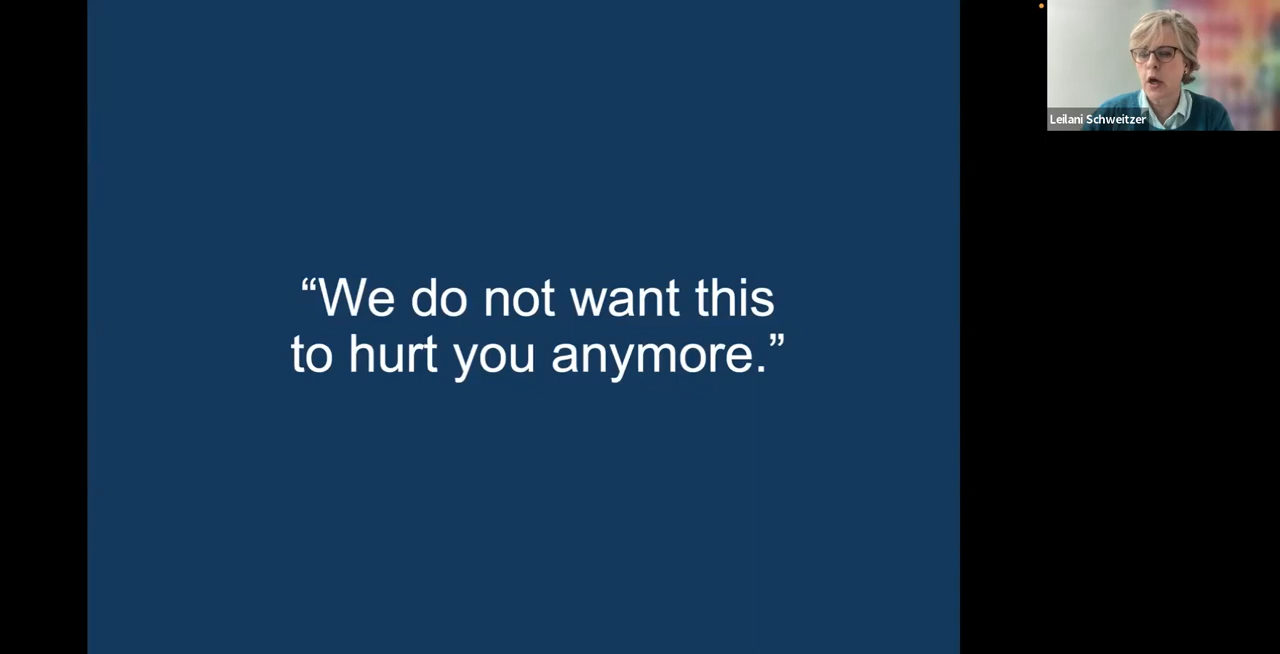 “We do not want this
to hurt you anymore.”
Leilani Schweitzer